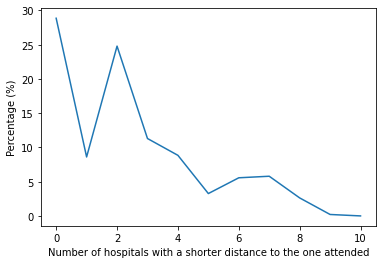 30
25
20
15
10
5
0
Percentage (%)
0 2 4 6 8 10
Number of hospitals with a shorter distance to the one attended